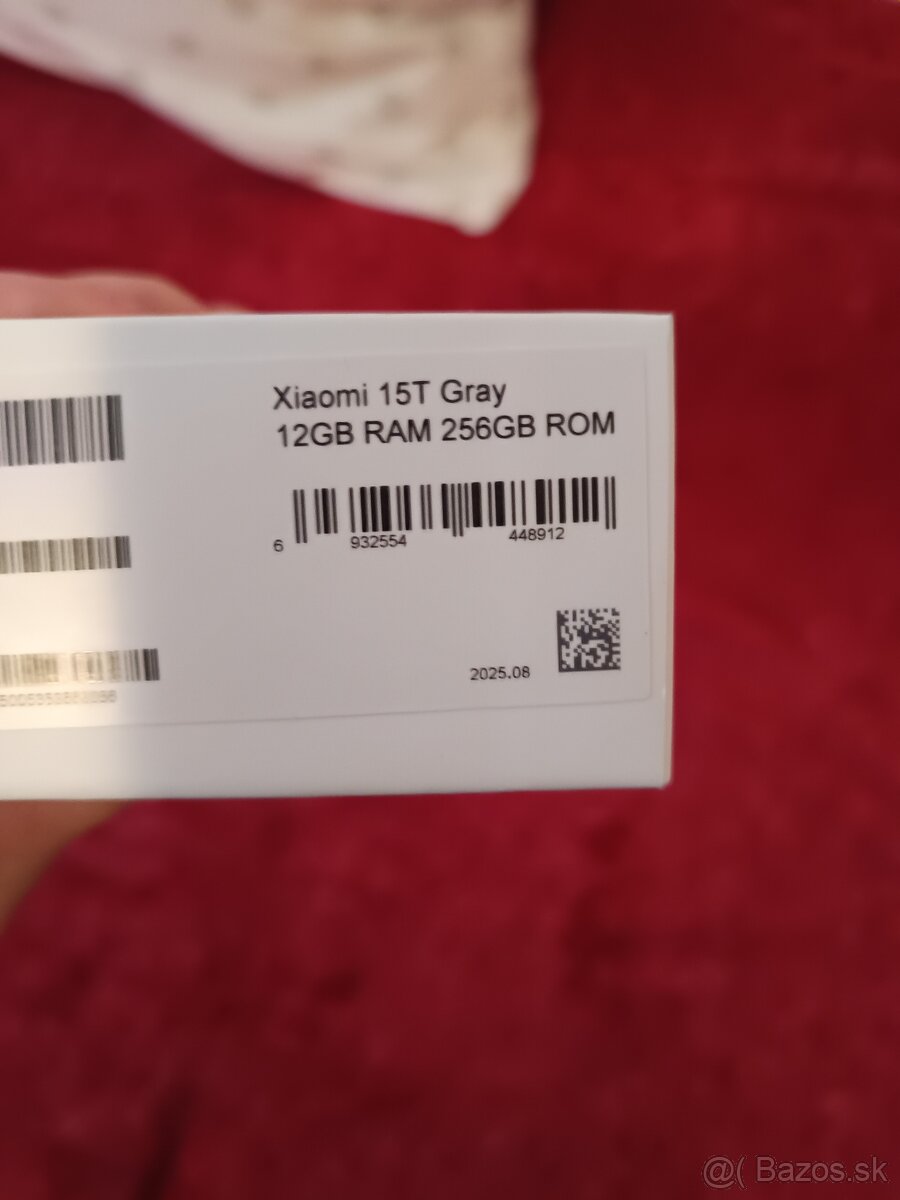 Xiaomi 15T Gray
12GB RAM 256GB ROM
6 932554 448912
2025.08
@( Bazos.sk